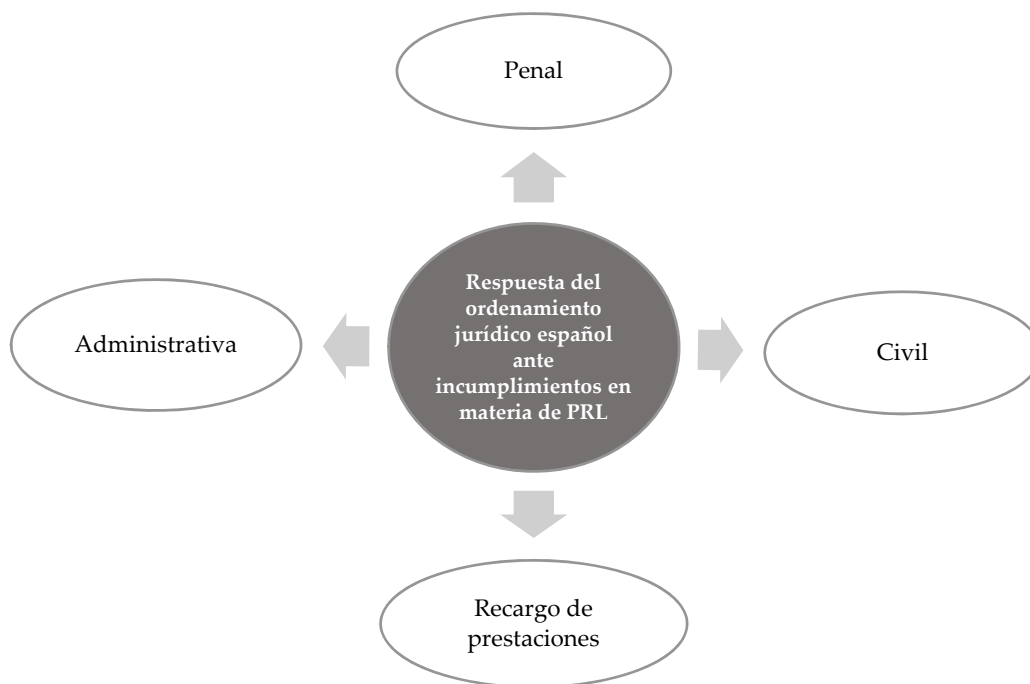 Penal
Respuesta del
ordenamiento
jurídico español
ante
incumplimientos en
materia de PRL
Administrativa
Civil
Recargo de
prestaciones